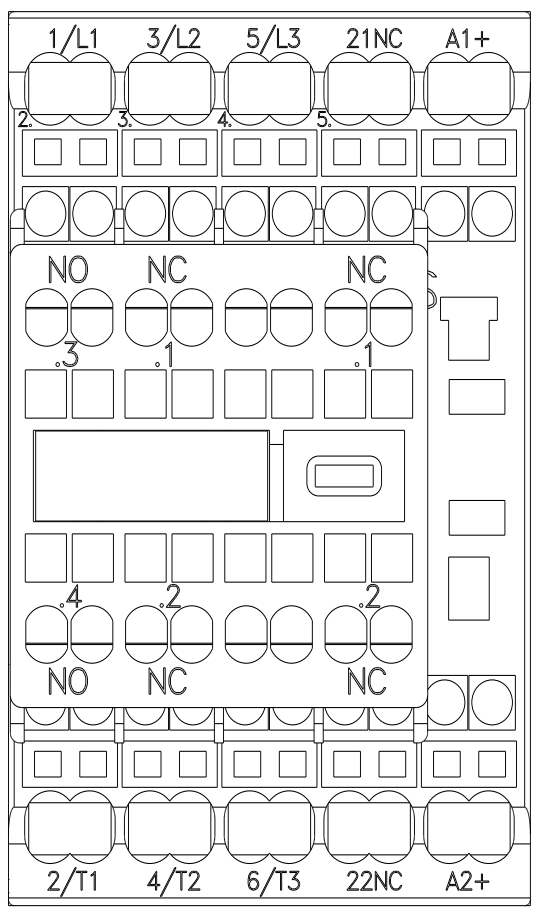 1/L1 3/L2 5/L3 21NC A1+
2. 3. 4. 5.
NO NC NC
.3 .1 .1
.4 .2 .2
NO NC NC
2/T1 4/T2 6/T3 22NC A2+